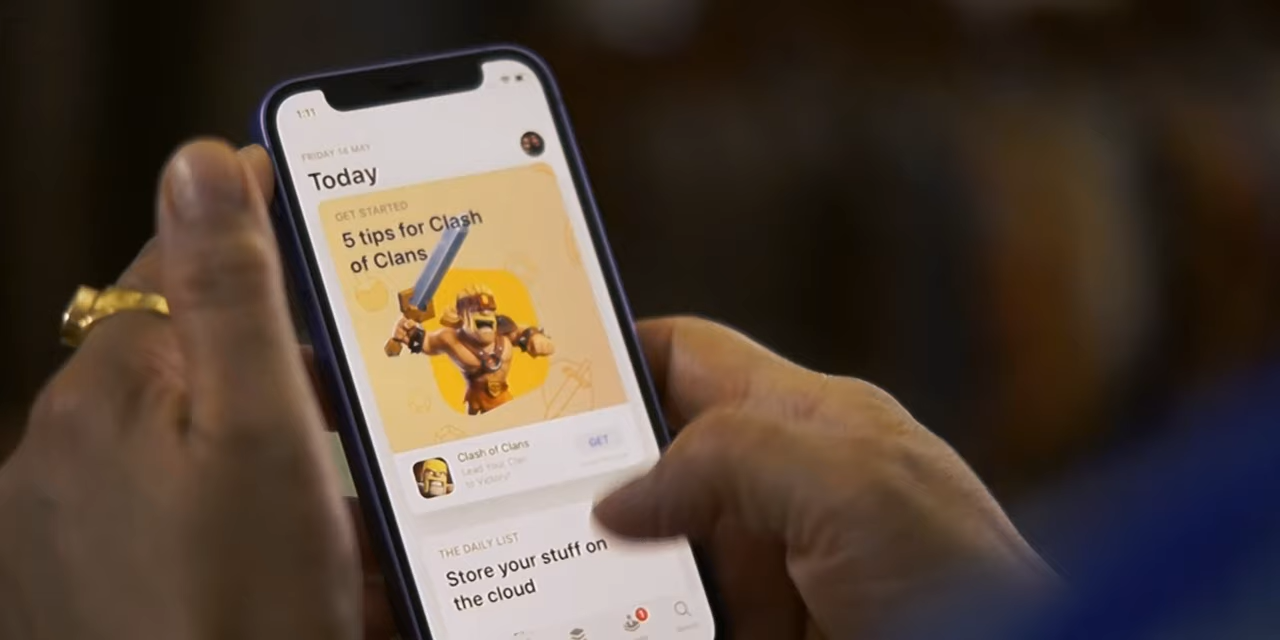 1:11
FRIDAY 14 MAY
Today
GET STARTED
5 tips for Clash
of Clans
Clash of Clans
GET
Lead Your Clan
to Victory!
THE DAILY LIST
Store your stuff on
the cloud
1